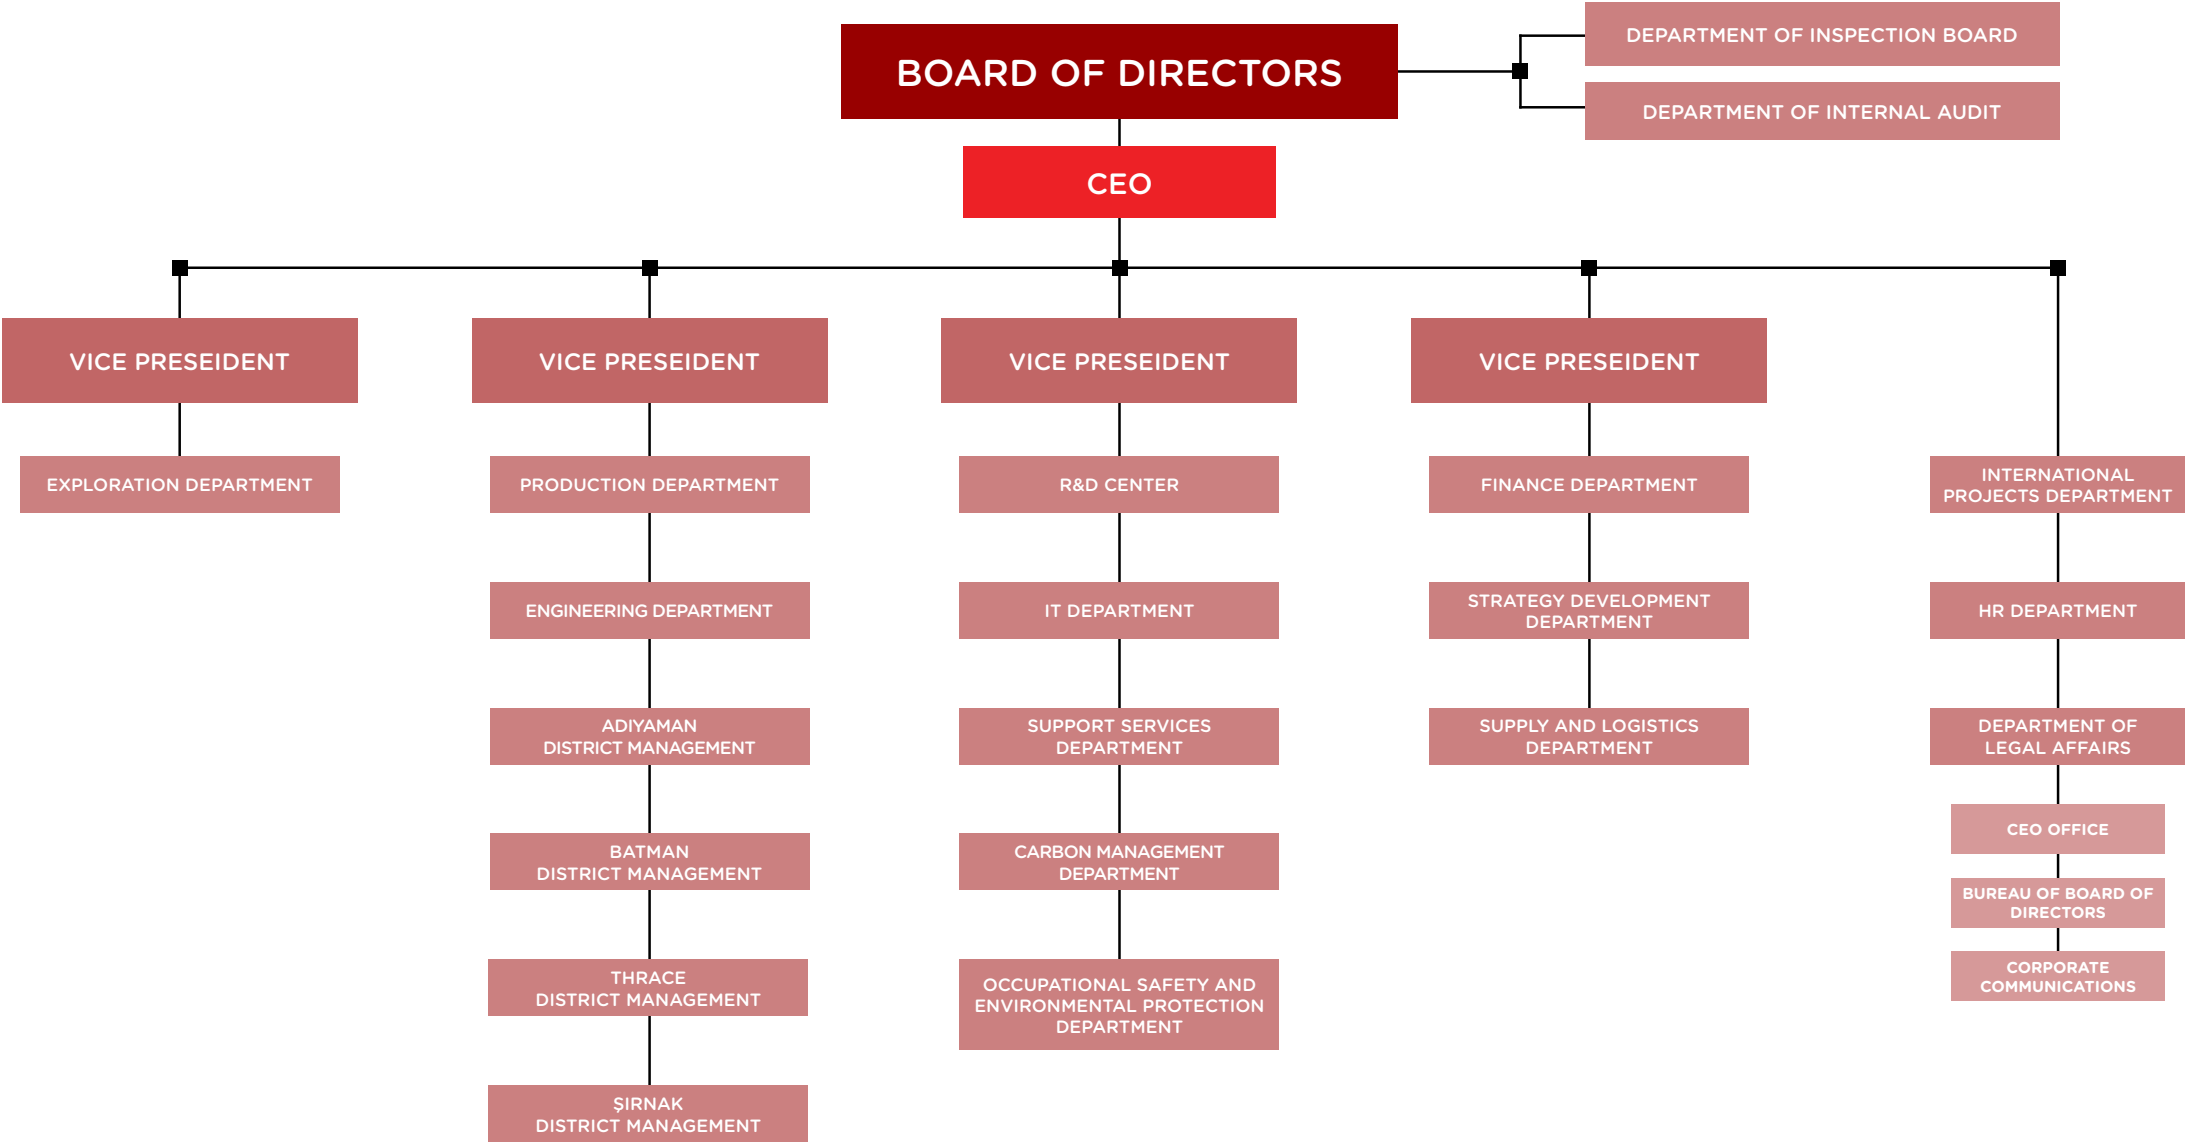 BOARD OF DIRECTORS
DEPARTMENT OF INSPECTION BOARD
DEPARTMENT OF INTERNAL AUDIT
CEO
VICE PRESEIDENT
VICE PRESEIDENT
VICE PRESEIDENT
VICE PRESEIDENT
EXPLORATION DEPARTMENT
PRODUCTION DEPARTMENT
ENGINEERING DEPARTMENT
ADIYAMAN
DISTRICT MANAGEMENT
BATMAN
DISTRICT MANAGEMENT
THRACE
DISTRICT MANAGEMENT
ŞIRNAK
DISTRICT MANAGEMENT
R&D CENTER
IT DEPARTMENT
SUPPORT SERVICES
DEPARTMENT
CARBON MANAGEMENT
DEPARTMENT
OCCUPATIONAL SAFETY AND
ENVIRONMENTAL PROTECTION
DEPARTMENT
FINANCE DEPARTMENT
STRATEGY DEVELOPMENT
DEPARTMENT
SUPPLY AND LOGISTICS
DEPARTMENT
INTERNATIONAL
PROJECTS DEPARTMENT
HR DEPARTMENT
DEPARTMENT OF
LEGAL AFFAIRS
CEO OFFICE
BUREAU OF BOARD OF
DIRECTORS
CORPORATE
COMMUNICATIONS